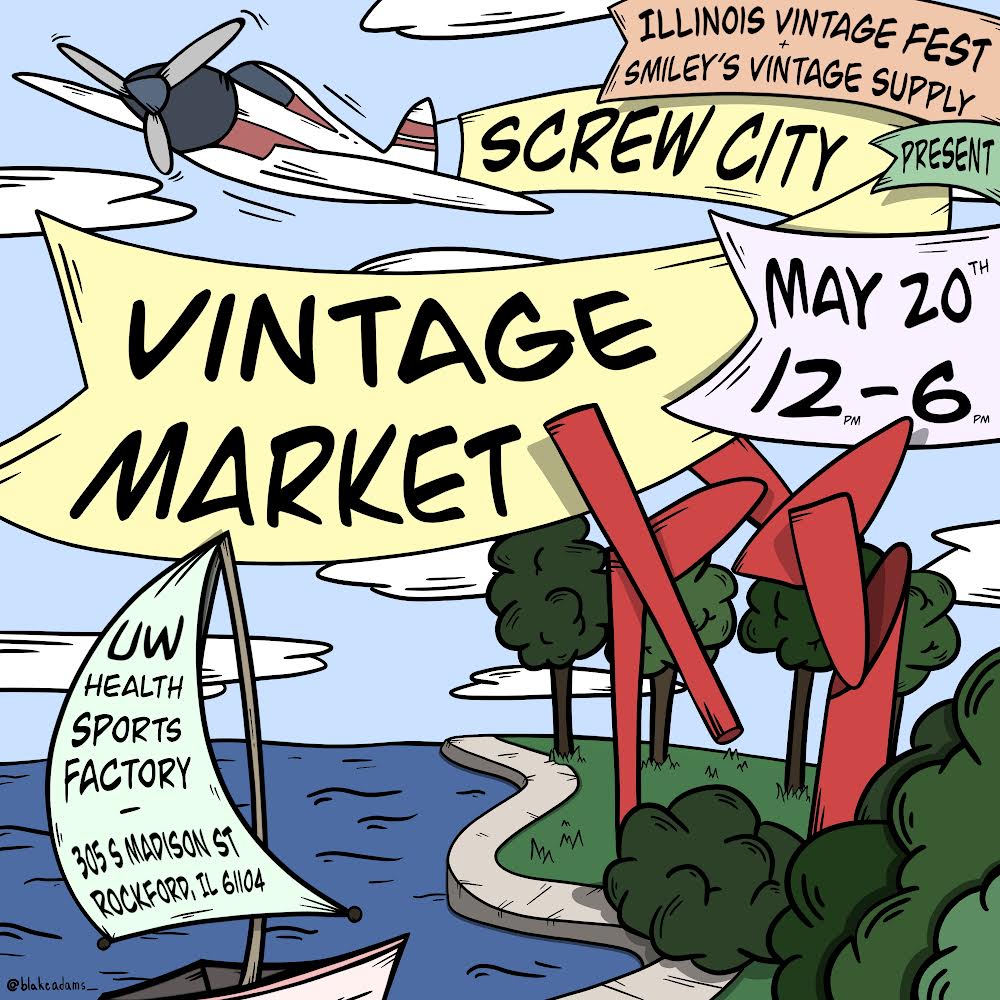 ILLINOIS VINTAGE FEST
+
SMILEY'S VINTAGE SUPPLY
PRESENT
SCREW CITY
VINTAGE
MARKET
MAY 20TH
12PM-6PM
UW
HEALTH
SPORTS
FACTORY
-
305 S MADISON ST
ROCKFORD, IL 61104
@blakeadams_